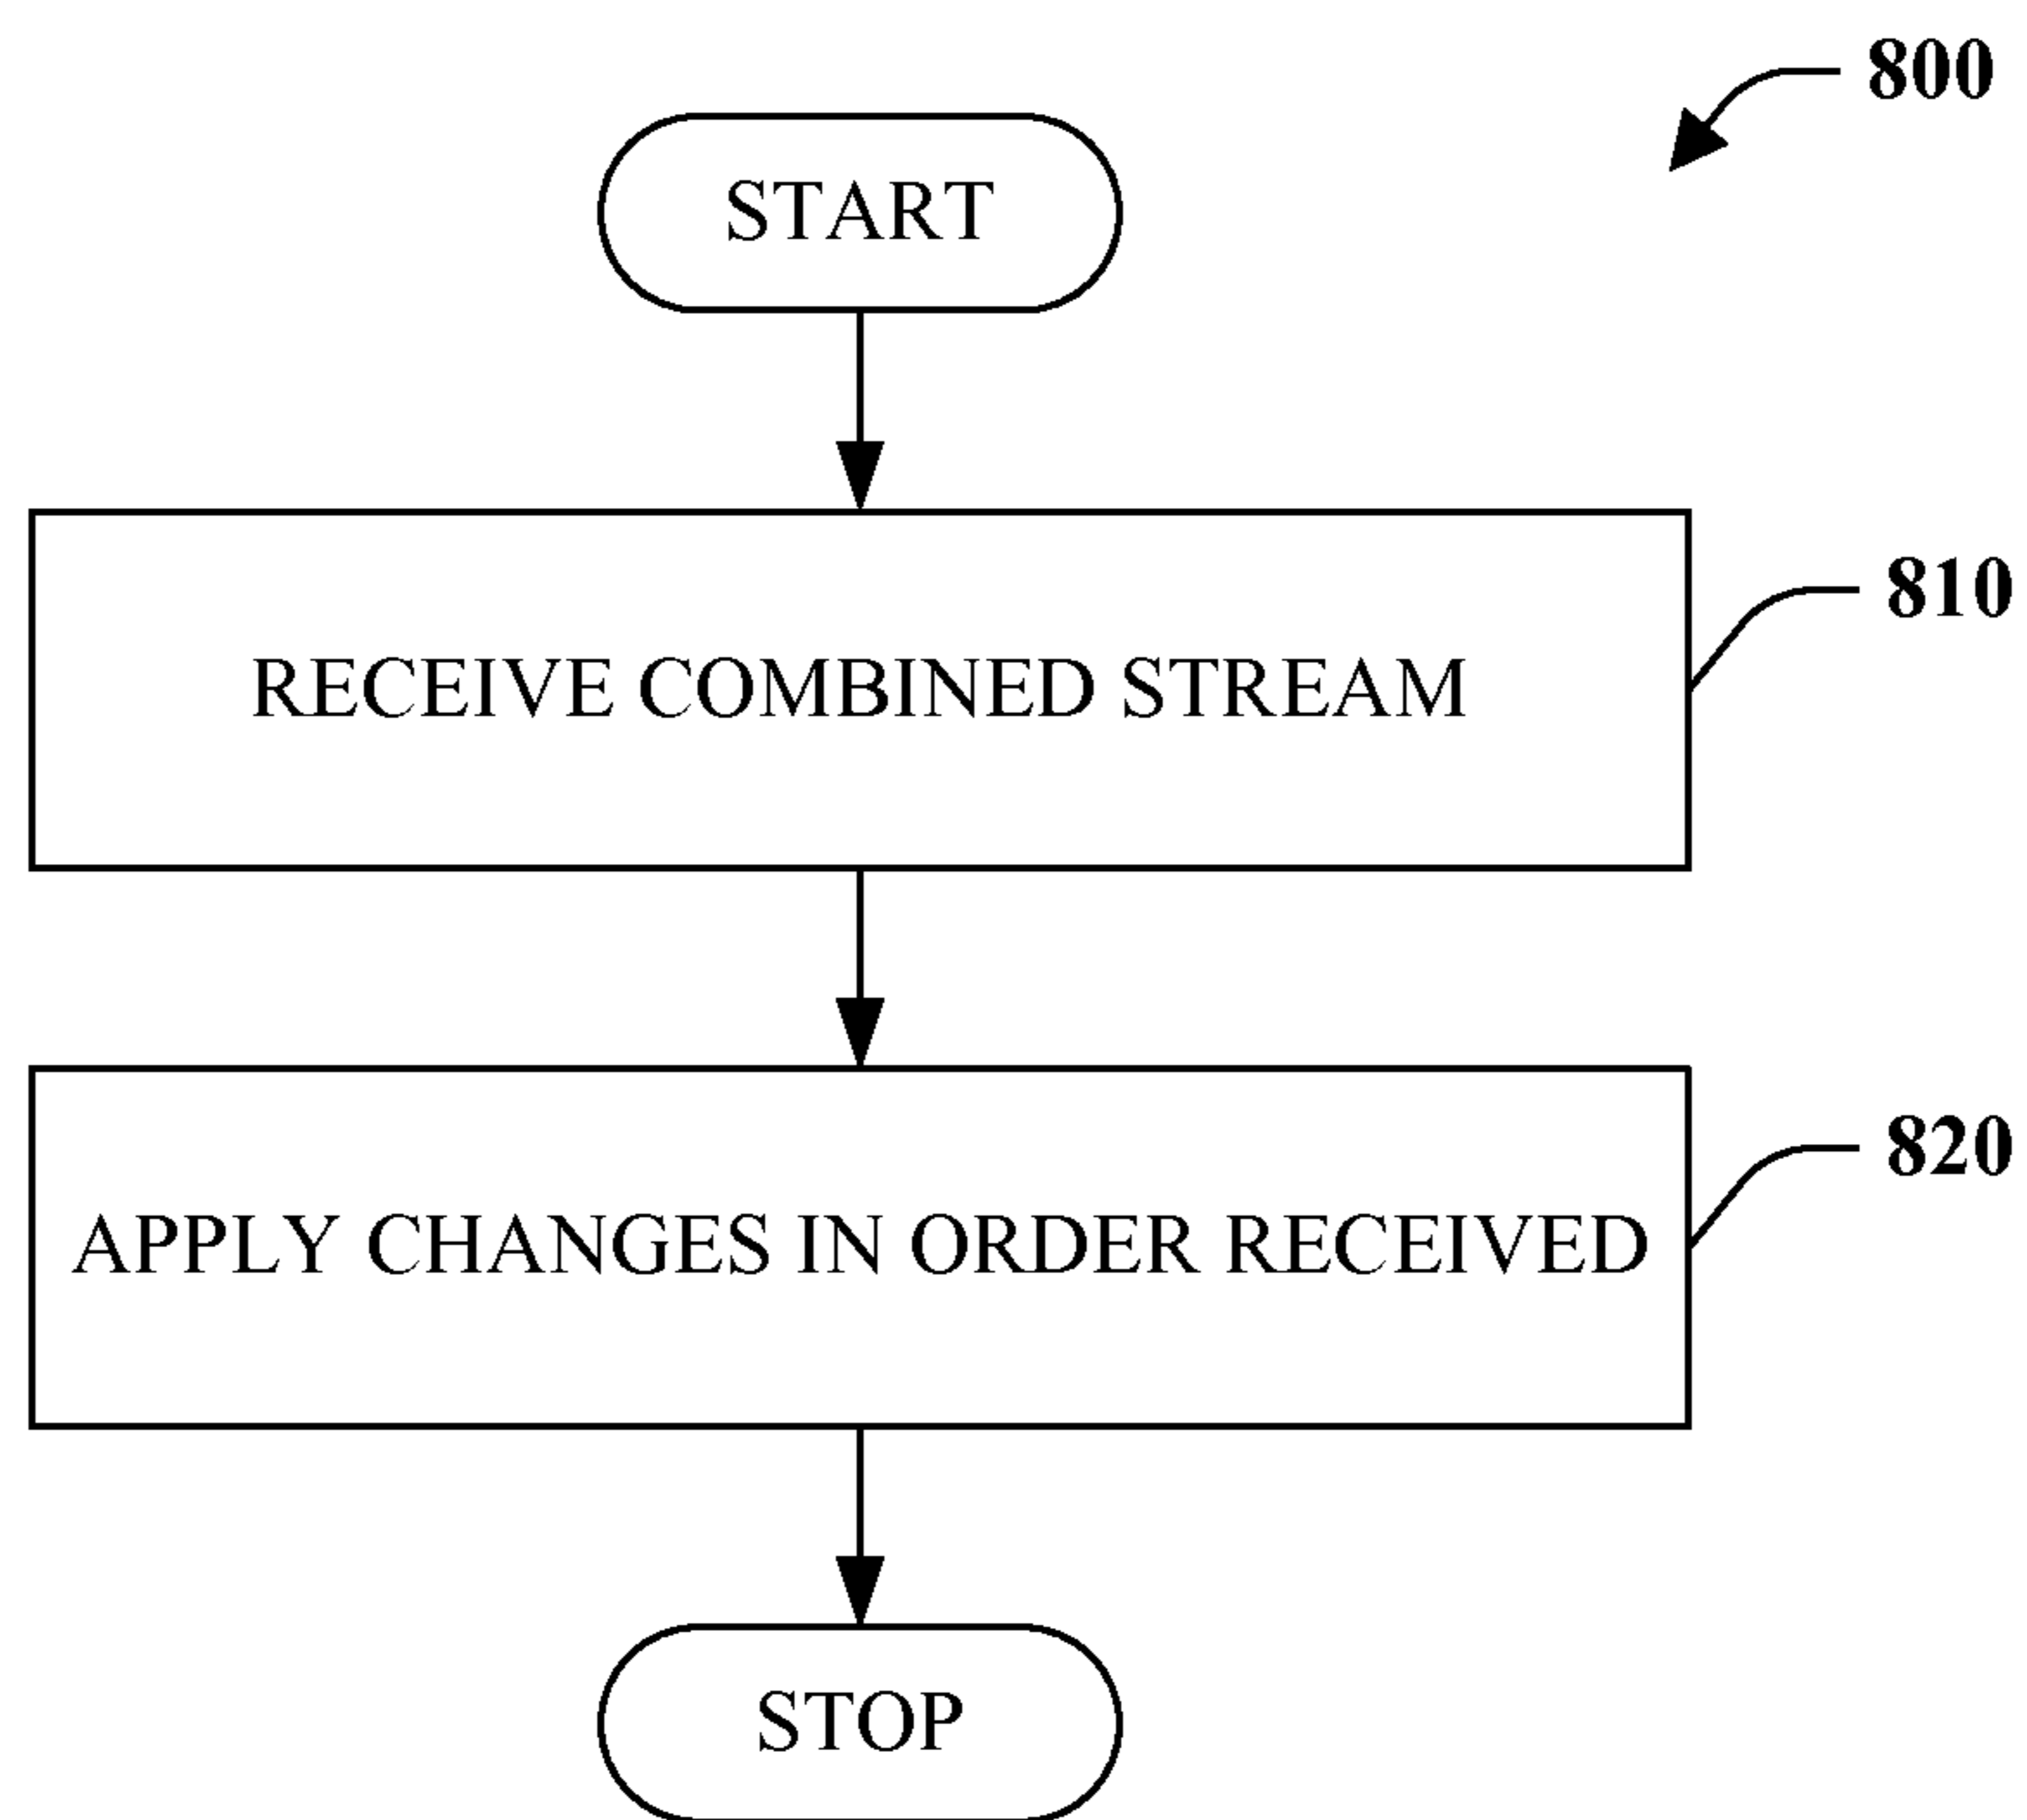 800
START
RECEIVE COMBINED STREAM
810
APPLY CHANGES IN ORDER RECEIVED
820
STOP